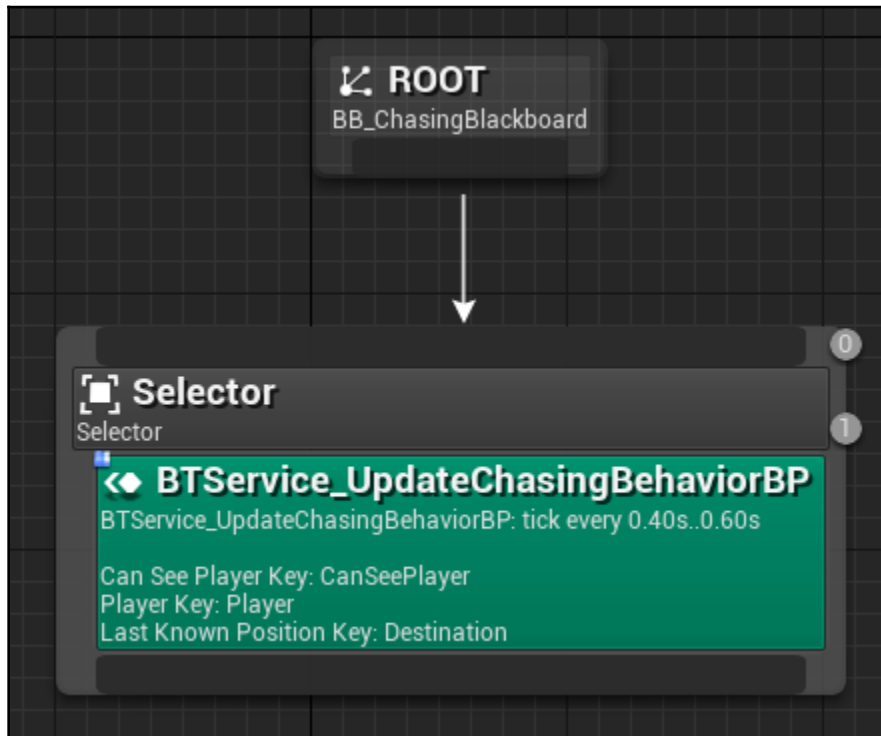 ROOT
BB_ChasingBlackboard
0
Selector
Selector
1
BTService_UpdateChasingBehaviorBP
BTService_UpdateChasingBehaviorBP: tick every 0.40s..0.60s
Can See Player Key: CanSeePlayer
Player Key: Player
Last Known Position Key: Destination